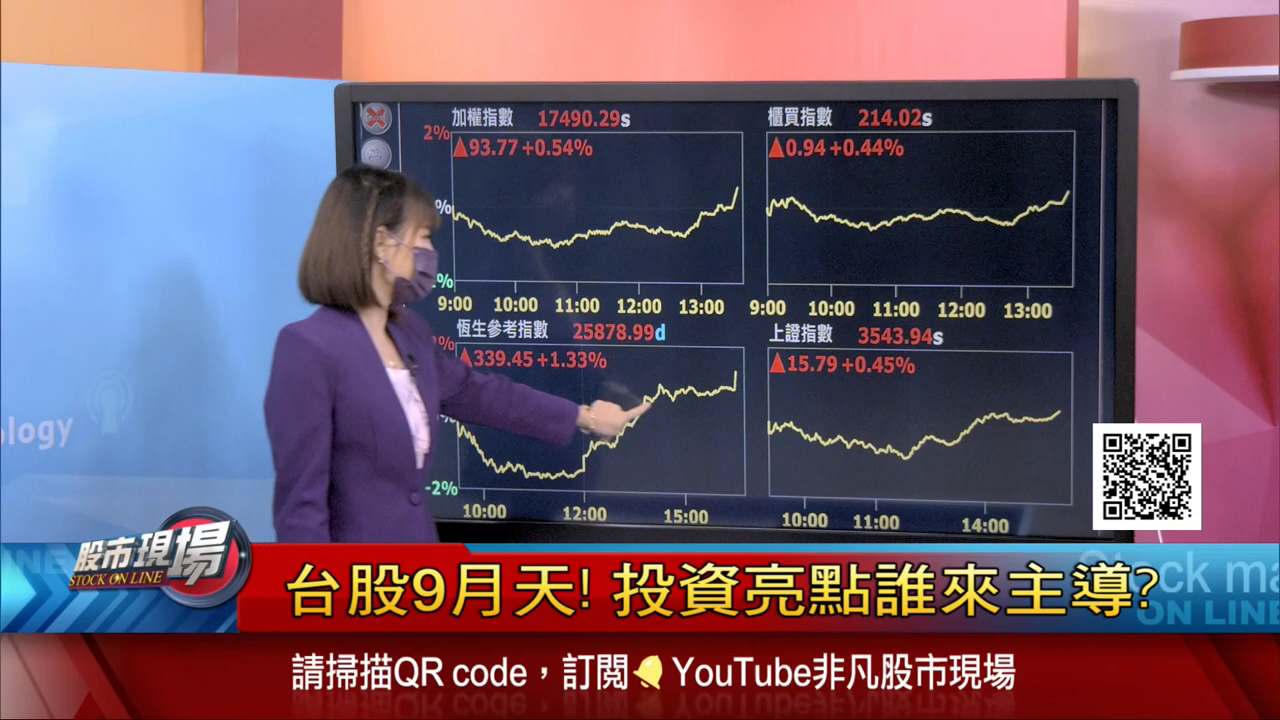 加權指數 17490.29s
2%
▲93.77 +0.54%
%
%
9:00 10:00 11:00 12:00 13:00
櫃買指數 214.02s
▲0.94 +0.44%
9:00 10:00 11:00 12:00 13:00
恆生參考指數 25878.99d
%
▲339.45 +1.33%
%
-2%
10:00 12:00 15:00
上證指數 3543.94s
▲15.79 +0.45%
10:00 11:00 14:00
ology
股市現場
STOCK ON LINE
LINE
台股9月天! 投資亮點誰來主導?
Stock ma
ON LINE
請掃描QR code，訂閱🔔YouTube非凡股市現場